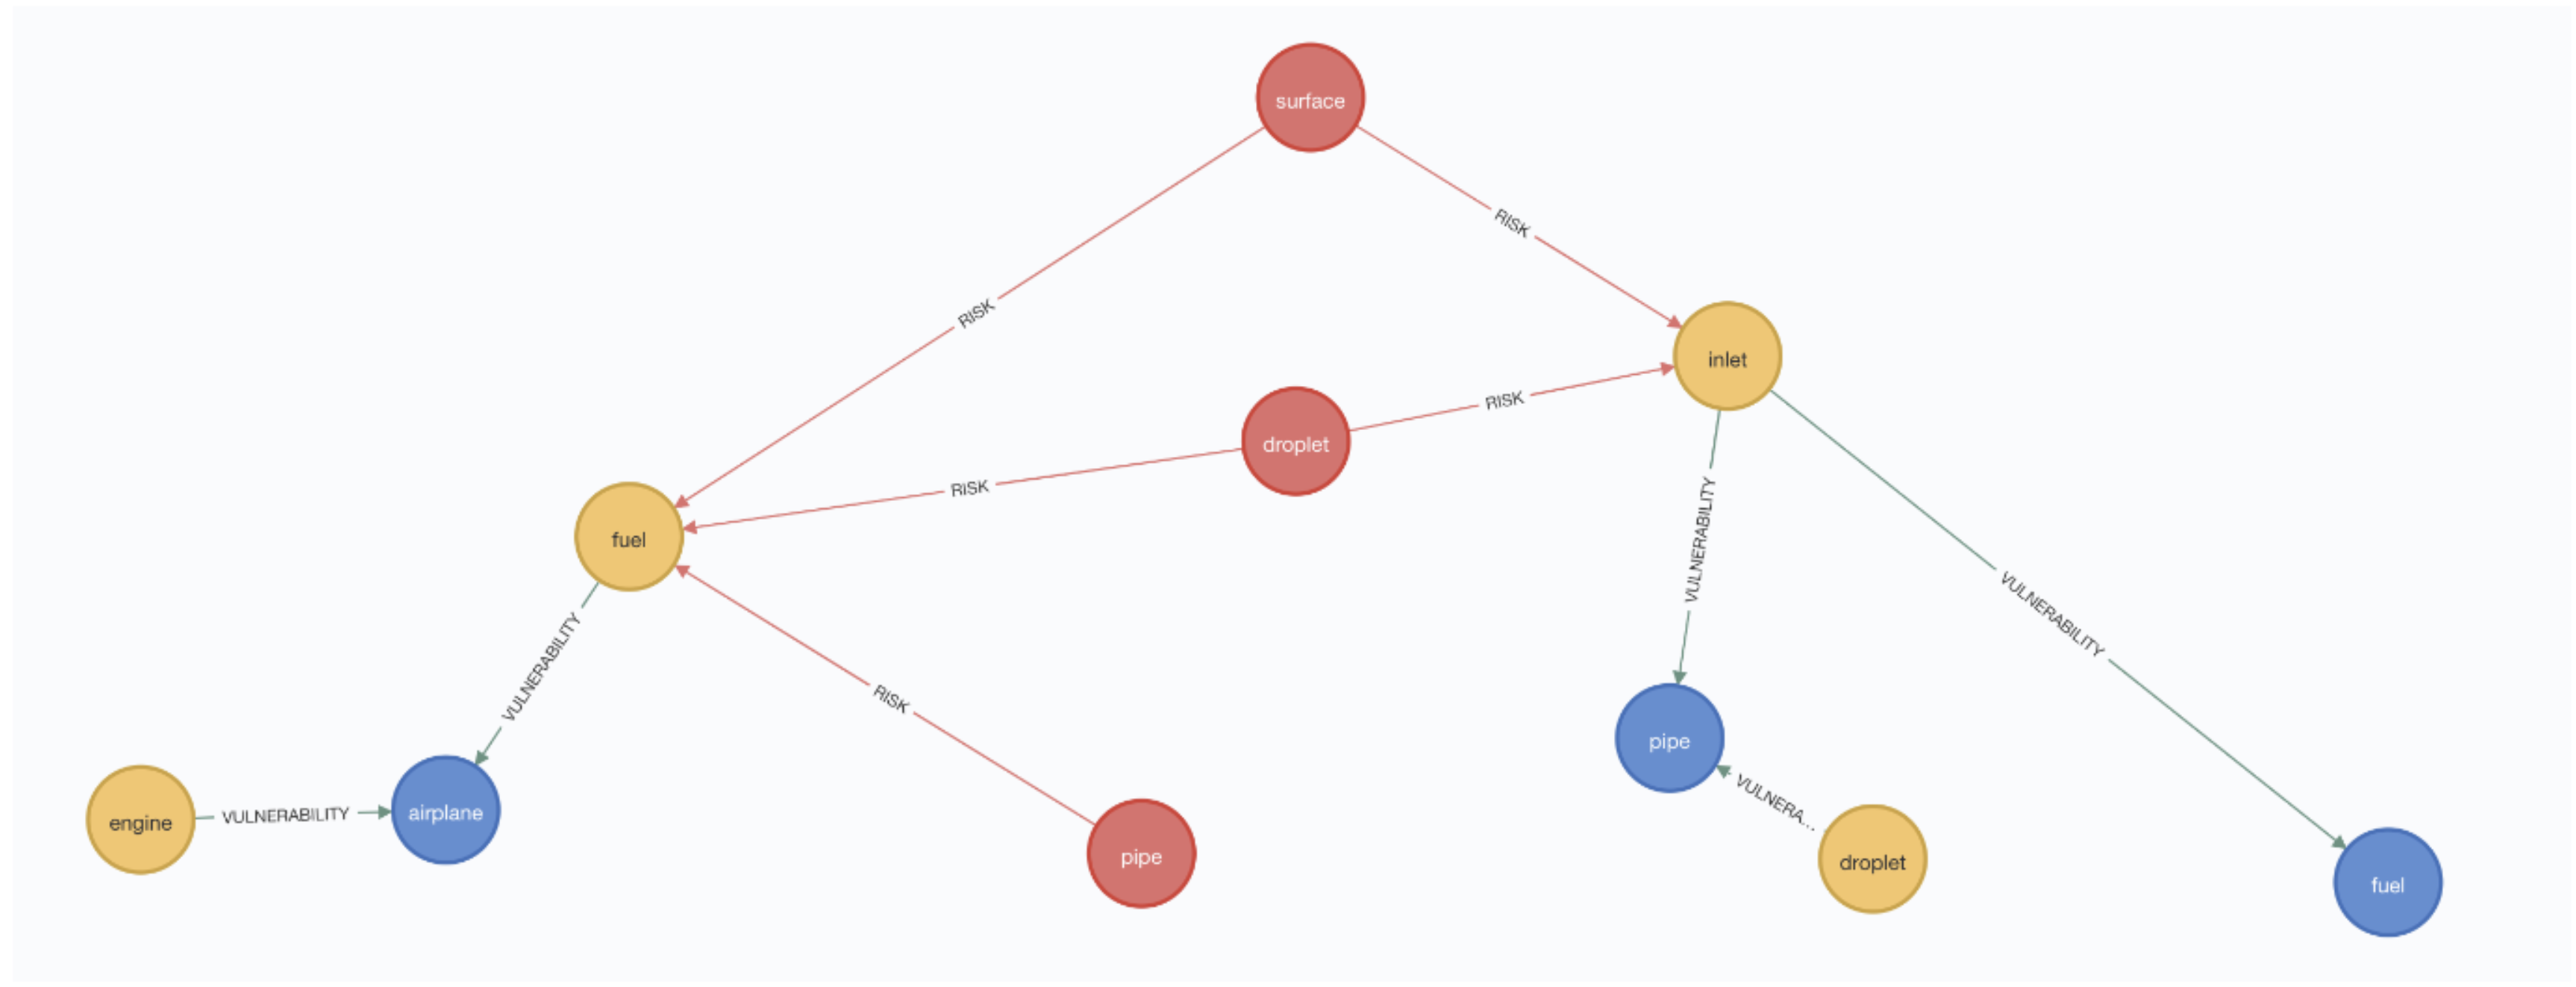 surface
RISK
RISK
inlet
droplet
RISK
RISK
fuel
VULNERABILITY
VULNERABILITY
VULNERABILITY
RISK
pipe
engine
VULNERABILITY
airplane
pipe
VULNERA...
droplet
fuel